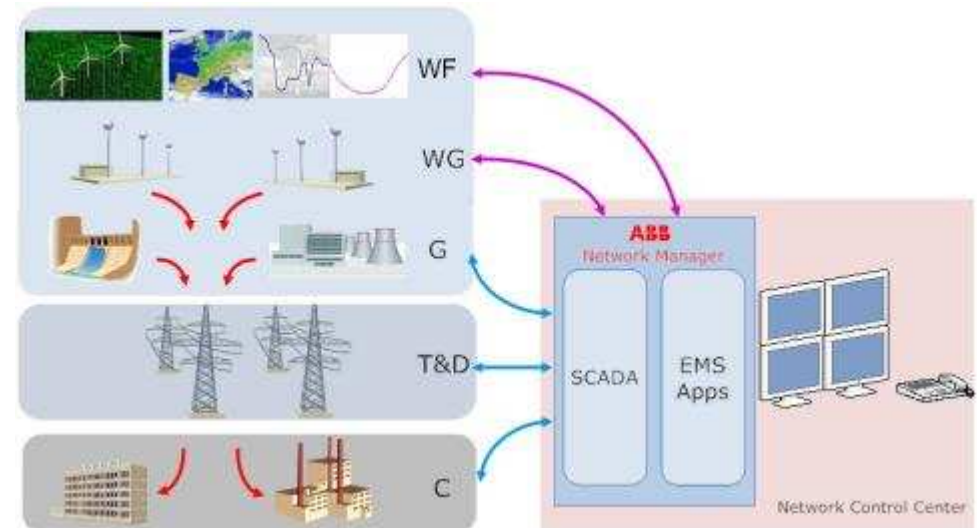 WF
WG
G
T&D
C
ABB
Network Manager
SCADA
EMS
Apps
Network Control Center